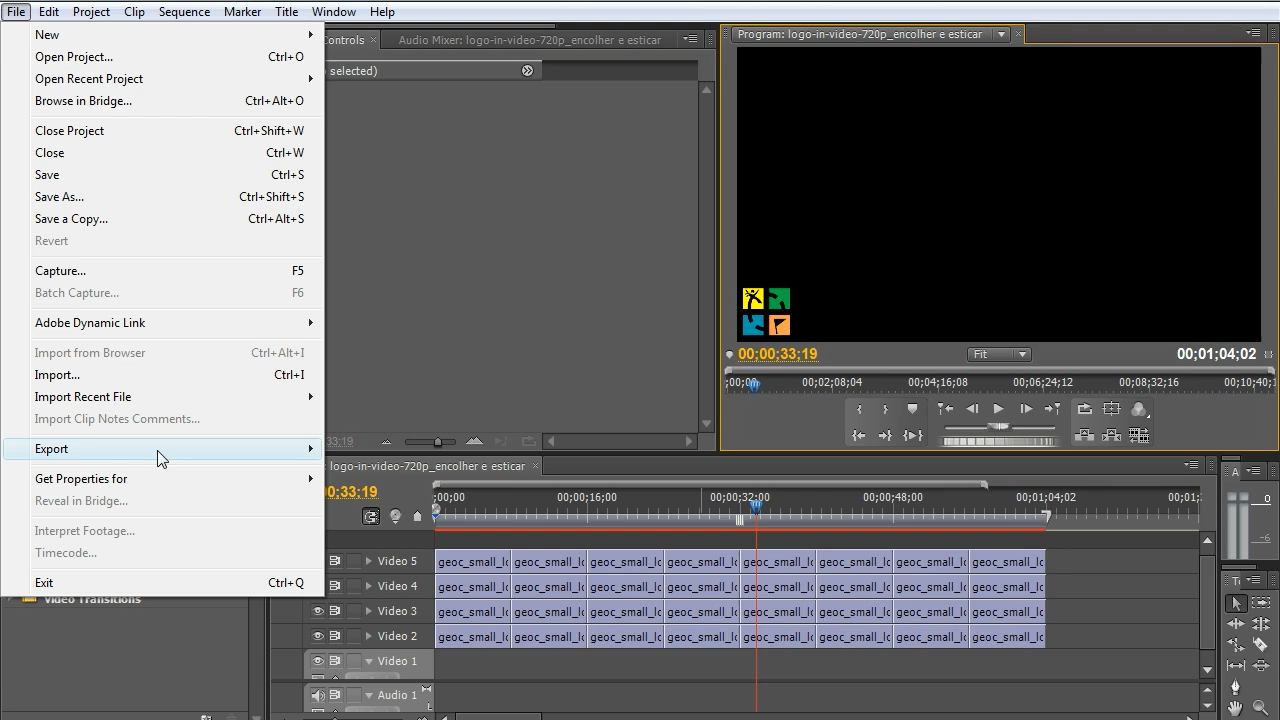 File Edit Project Clip Sequence Marker Title Window Help
New
Open Project... Ctrl+O
Open Recent Project
Browse in Bridge... Ctrl+Alt+O
Close Project Ctrl+Shift+W
Close Ctrl+W
Save Ctrl+S
Save As... Ctrl+Shift+S
Save a Copy... Ctrl+Alt+S
Revert
Capture... F5
Batch Capture... F6
Adobe Dynamic Link
Import from Browser Ctrl+Alt+I
Import... Ctrl+I
Import Recent File
Import Clip Notes Comments...
Export
Get Properties for
Reveal in Bridge...
Interpret Footage...
Timecode...
Exit Ctrl+Q
Video Transitions
Controls Audio Mixer: logo-in-video-720p_encolher e esticar
selected)
33;19
Program: logo-in-video-720p_encolher e esticar
00;00;33;19 Fit 00;01;04;02
;00;00 00;02;08;04 00;04;16;08 00;06;24;12 00;08;32;16 00;10;40;1
logo-in-video-720p_encolher e esticar
0;33;19
;00;00 00;00;16;00 00;00;32;00 00;00;48;00 00;01;04;02 00;01;
Video 5 geoc_small_lc geoc_small_lc geoc_small_lc geoc_small_lc geoc_small_lc geoc_small_lc geoc_small_lc geoc_small_lc
Video 4 geoc_small_lc geoc_small_lc geoc_small_lc geoc_small_lc geoc_small_lc geoc_small_lc geoc_small_lc geoc_small_lc
Video 3 geoc_small_lc geoc_small_lc geoc_small_lc geoc_small_lc geoc_small_lc geoc_small_lc geoc_small_lc geoc_small_lc
Video 2 geoc_small_lc geoc_small_lc geoc_small_lc geoc_small_lc geoc_small_lc geoc_small_lc geoc_small_lc geoc_small_lc
Video 1
Audio 1
L
A
0
-6
To